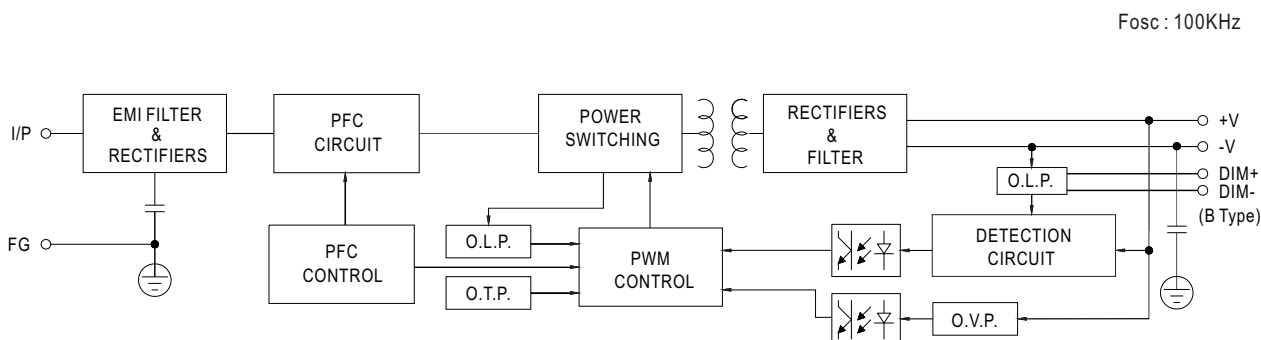 Fosc : 100KHz
I/P
EMI FILTER
&
RECTIFIERS
PFC
CIRCUIT
POWER
SWITCHING
RECTIFIERS
&
FILTER
+V
-V
O.L.P.
DIM+
DIM-
(B Type)
FG
PFC
CONTROL
O.L.P.
O.T.P.
PWM
CONTROL
DETECTION
CIRCUIT
O.V.P.